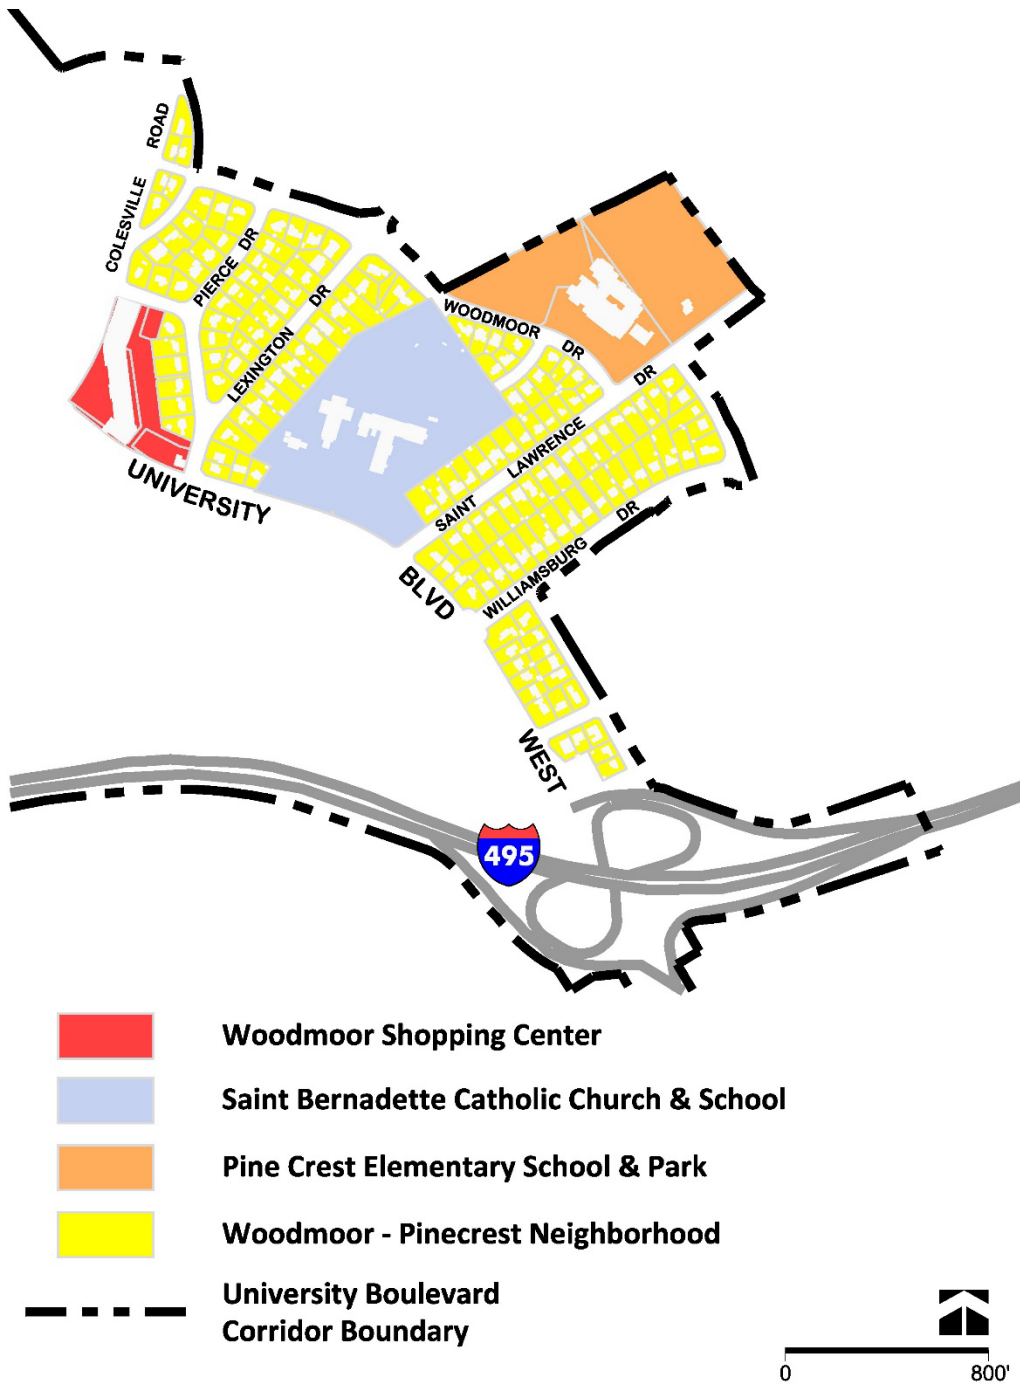 COLESVILLE ROAD
PIERCE DR
LEXINGTON DR
WOODMOOR DR
SAINT LAWRENCE DR
WILLIAMSBURG DR
UNIVERSITY BLVD WEST
495
Woodmoor Shopping Center
Saint Bernadette Catholic Church & School
Pine Crest Elementary School & Park
Woodmoor - Pinecrest Neighborhood
University Boulevard
Corridor Boundary
0 800'